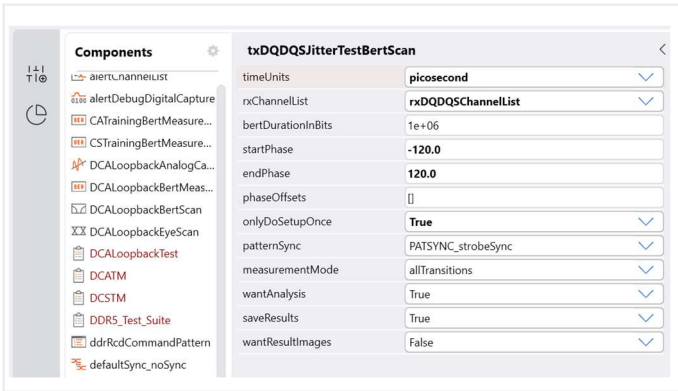 Components
alertChannelList
alertDebugDigitalCapture
CATrainingBertMeasure...
CSTrainingBertMeasure...
DCALoopbackAnalogCa...
DCALoopbackBertMeas...
DCALoopbackBertScan
DCALoopbackEyeScan
DCALoopbackTest
DCATM
DCSTM
DDR5_Test_Suite
ddrRcdCommandPattern
defaultSync_noSync
txDQDQSJitterTestBertScan
timeUnits picosecond
rxChannelList rxDQDQSChannelList
bertDurationInBits 1e+06
startPhase -120.0
endPhase 120.0
phaseOffsets []
onlyDoSetupOnce True
patternSync PATSYNC_strobeSync
measurementMode allTransitions
wantAnalysis True
saveResults True
wantResultImages False